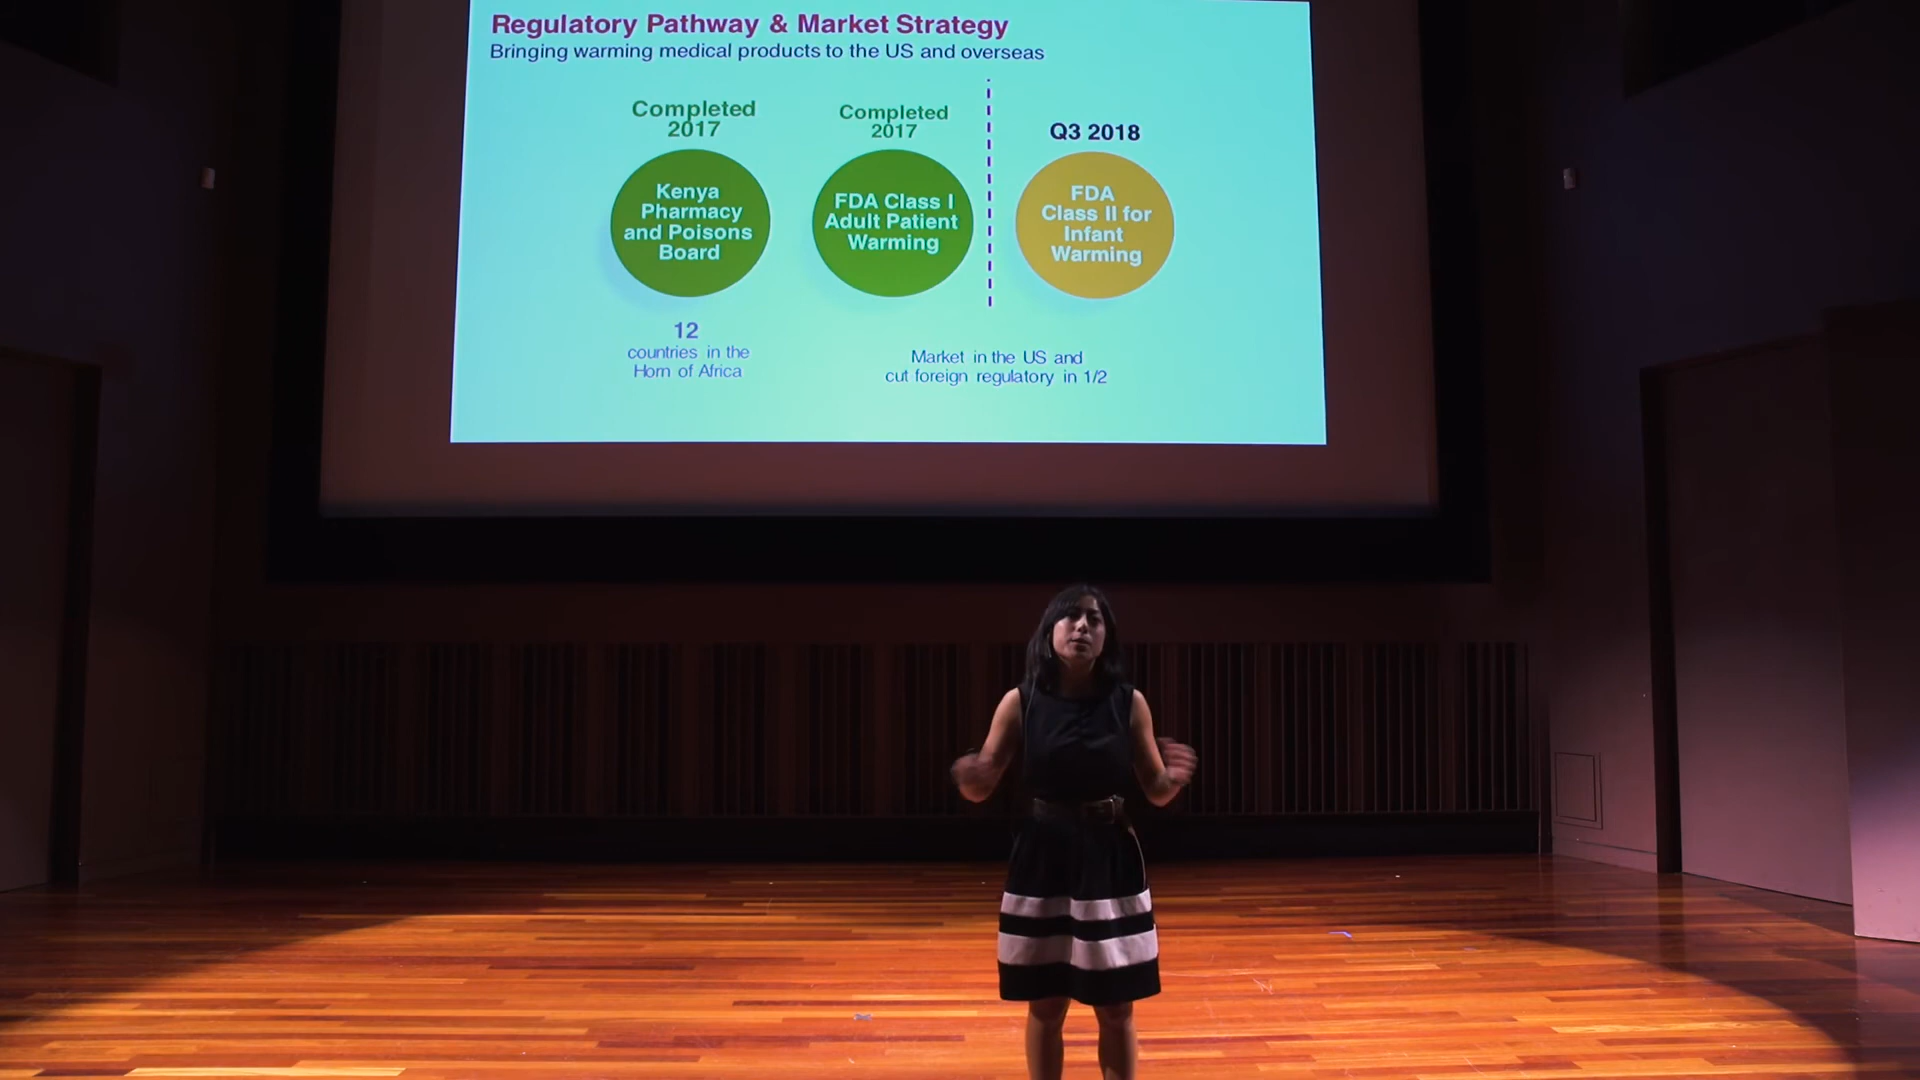 Regulatory Pathway & Market Strategy
Bringing warming medical products to the US and overseas
Completed
2017
Kenya
Pharmacy
and Poisons
Board
12
countries in the
Horn of Africa
Completed
2017
FDA Class I
Adult Patient
Warming
Q3 2018
FDA
Class II for
Infant
Warming
Market in the US and
cut foreign regulatory in 1/2